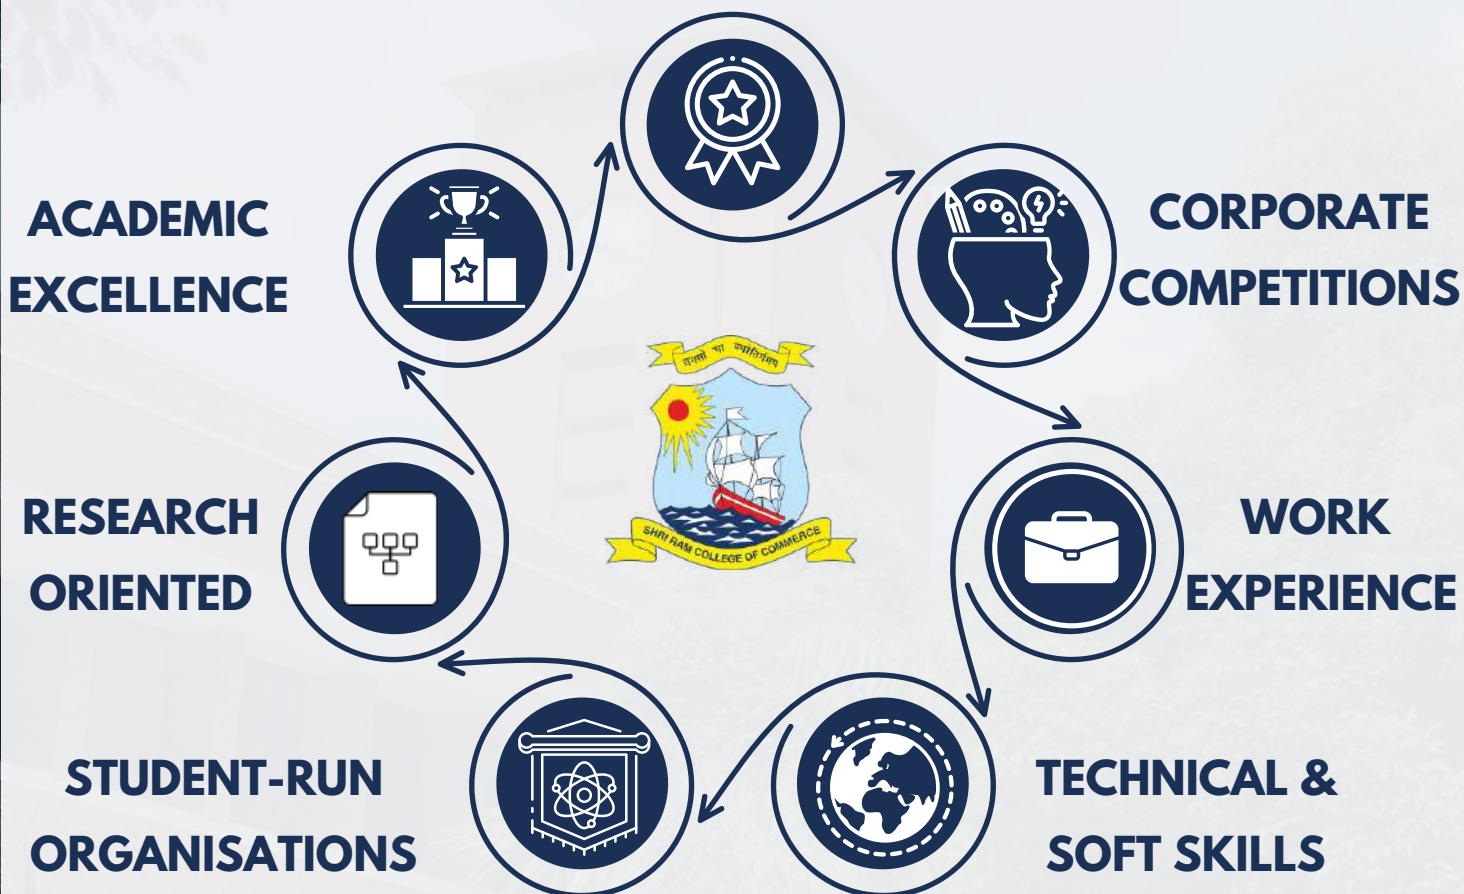 ACADEMIC
EXCELLENCE
CORPORATE
COMPETITIONS
SHRI RAM COLLEGE OF COMMERCE
RESEARCH
ORIENTED
WORK
EXPERIENCE
STUDENT-RUN
ORGANISATIONS
TECHNICAL &
SOFT SKILLS